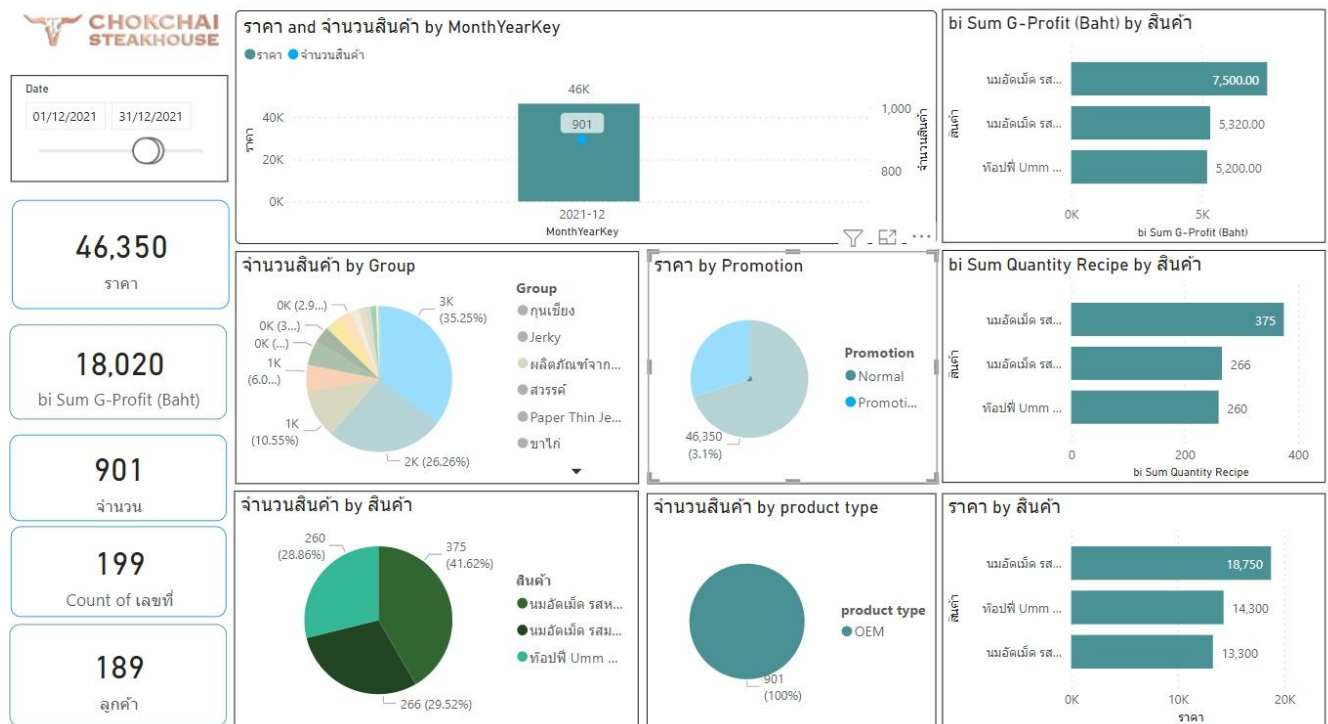 CHOKCHAI
STEAKHOUSE
Date
01/12/2021 31/12/2021
46,350
ราคา
18,020
bi Sum G-Profit (Baht)
901
จำนวน
199
Count of เลขที่
189
ลูกค้า
ราคา and จำนวนสินค้า by MonthYearKey
ราคา จำนวนสินค้า
46K
901
40K
20K
0K
ราคา
1,000
800
จำนวนสินค้า
2021-12
MonthYearKey
จำนวนสินค้า by Group
0K (2.9...)
0K (3...)
0K (...)
1K
(6.0...)
1K
(10.55%)
3K
(35.25%)
2K (26.26%)
Group
กุนเชียง
Jerky
ผลิตภัณฑ์จาก...
สวรรค์
Paper Thin Je...
ขาไก่
ราคา by Promotion
46,350
(3.1%)
Promotion
Normal
Promoti...
จำนวนสินค้า by สินค้า
260
(28.86%)
375
(41.62%)
266 (29.52%)
สินค้า
นมอัดเม็ด รสห...
นมอัดเม็ด รสม...
ท๊อปฟี่ Umm ...
จำนวนสินค้า by product type
901
(100%)
product type
OEM
bi Sum G-Profit (Baht) by สินค้า
สินค้า
นมอัดเม็ด รส... 7,500.00
นมอัดเม็ด รส... 5,320.00
ท๊อปฟี่ Umm ... 5,200.00
0K 5K
bi Sum G-Profit (Baht)
bi Sum Quantity Recipe by สินค้า
สินค้า
นมอัดเม็ด รส... 375
นมอัดเม็ด รส... 266
ท๊อปฟี่ Umm ... 260
0 200 400
bi Sum Quantity Recipe
ราคา by สินค้า
สินค้า
นมอัดเม็ด รส... 18,750
ท๊อปฟี่ Umm ... 14,300
นมอัดเม็ด รส... 13,300
0K 10K 20K
ราคา